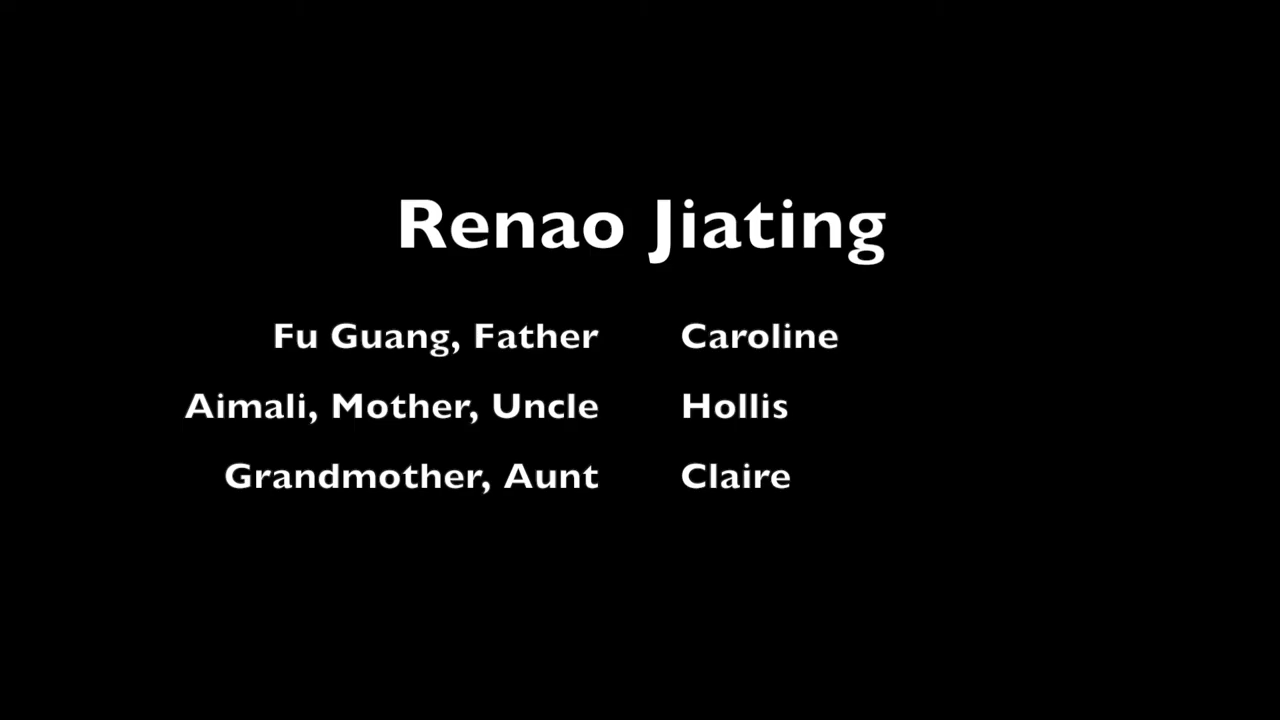 Renao Jiating
Fu Guang, Father Caroline
Aimali, Mother, Uncle Hollis
Grandmother, Aunt Claire